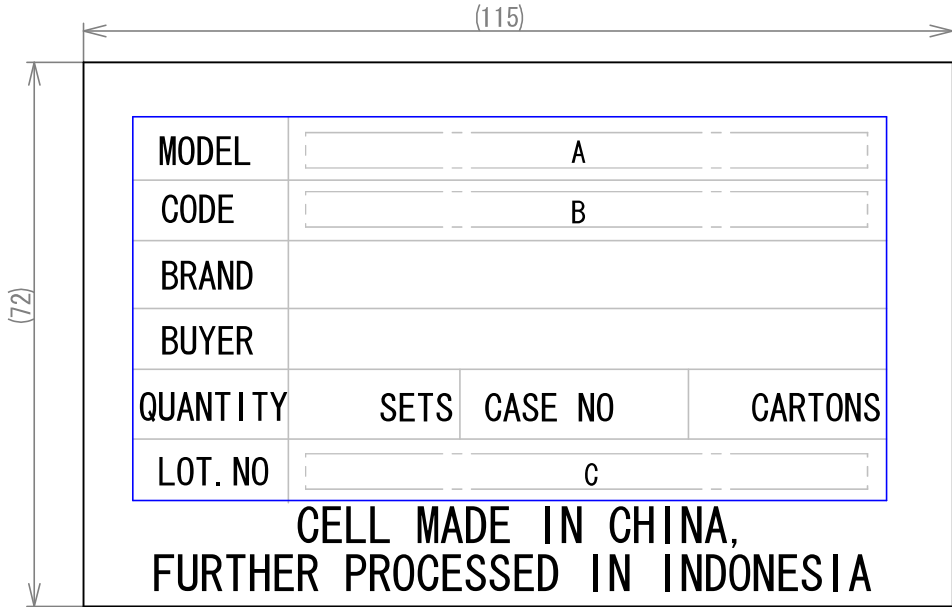 (115)
(72)
MODEL A
CODE B
BRAND
BUYER
QUANTITY SETS CASE NO CARTONS
LOT. NO C
CELL MADE IN CHINA,
FURTHER PROCESSED IN INDONESIA